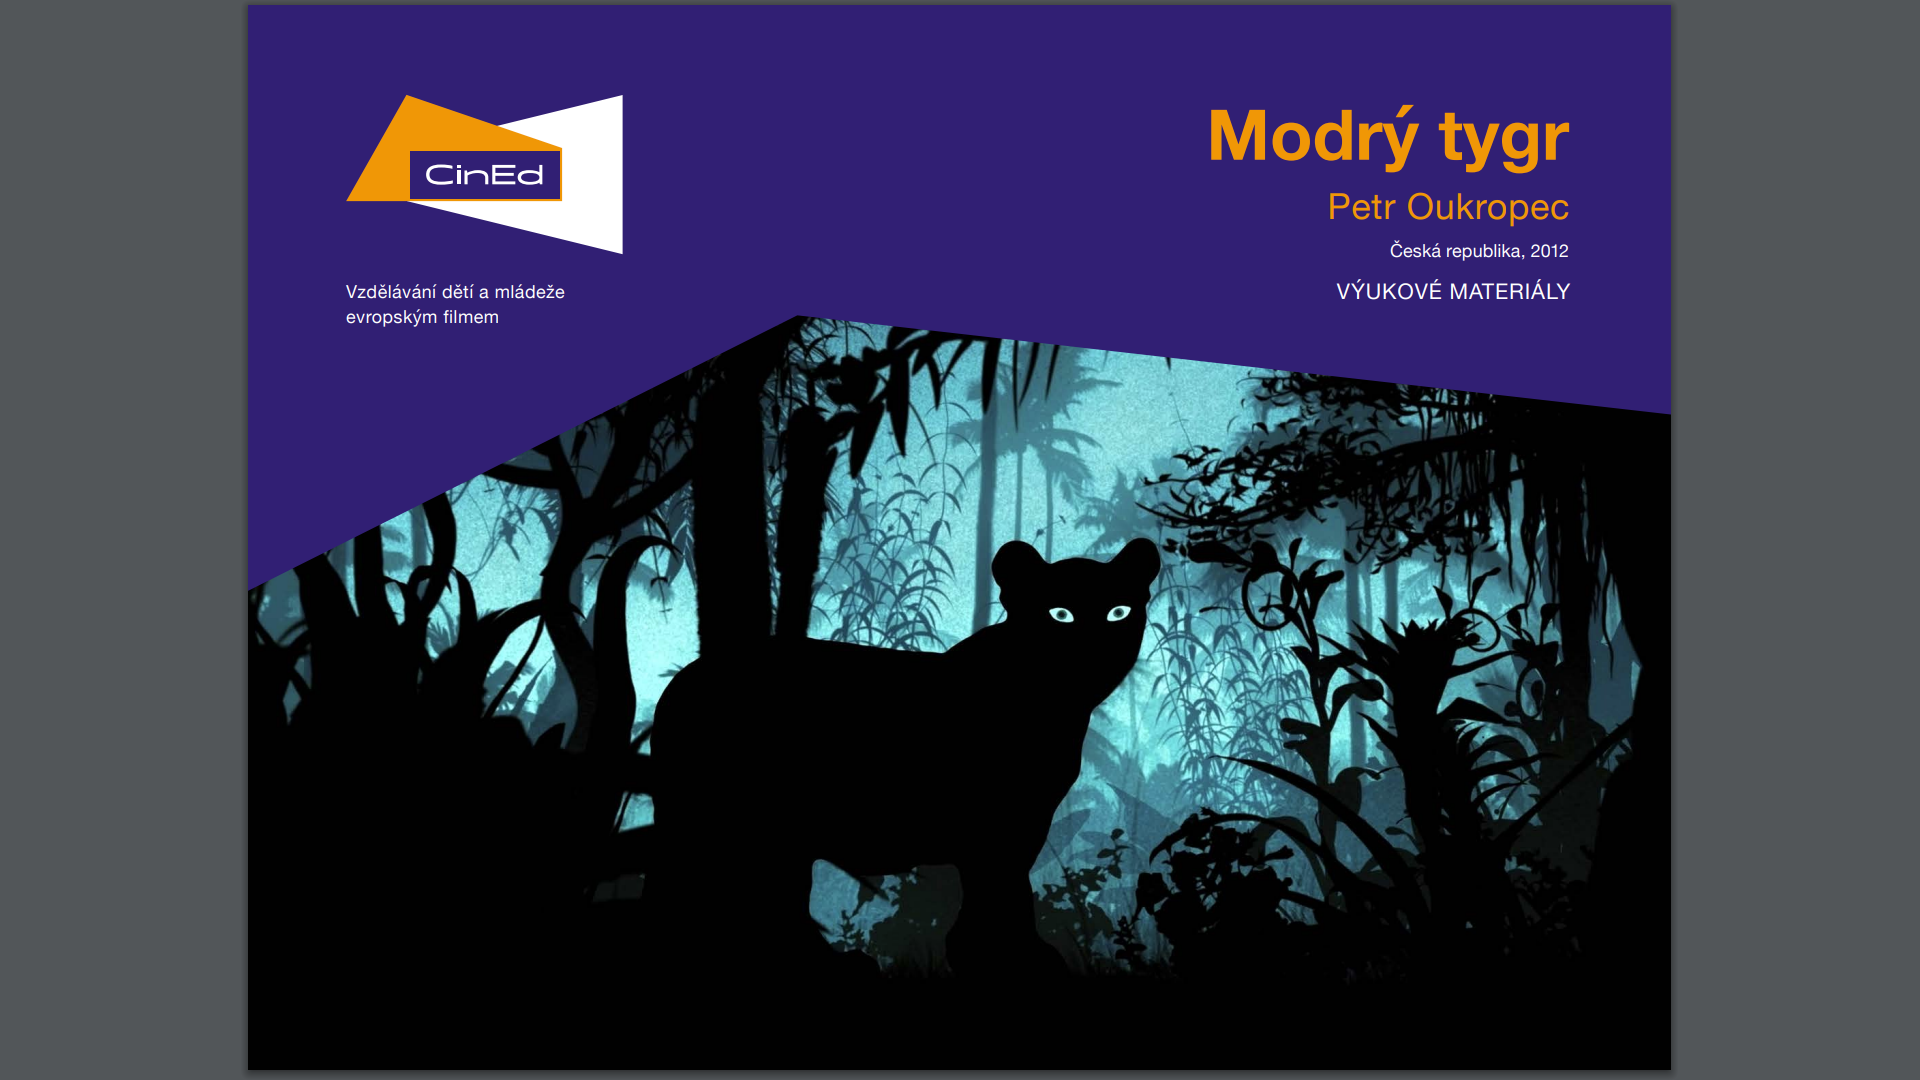 CinEd
Vzdělávání dětí a mládeže
evropským filmem
Modrý tygr
Petr Oukropec
Česká republika, 2012
VÝUKOVÉ MATERIÁLY